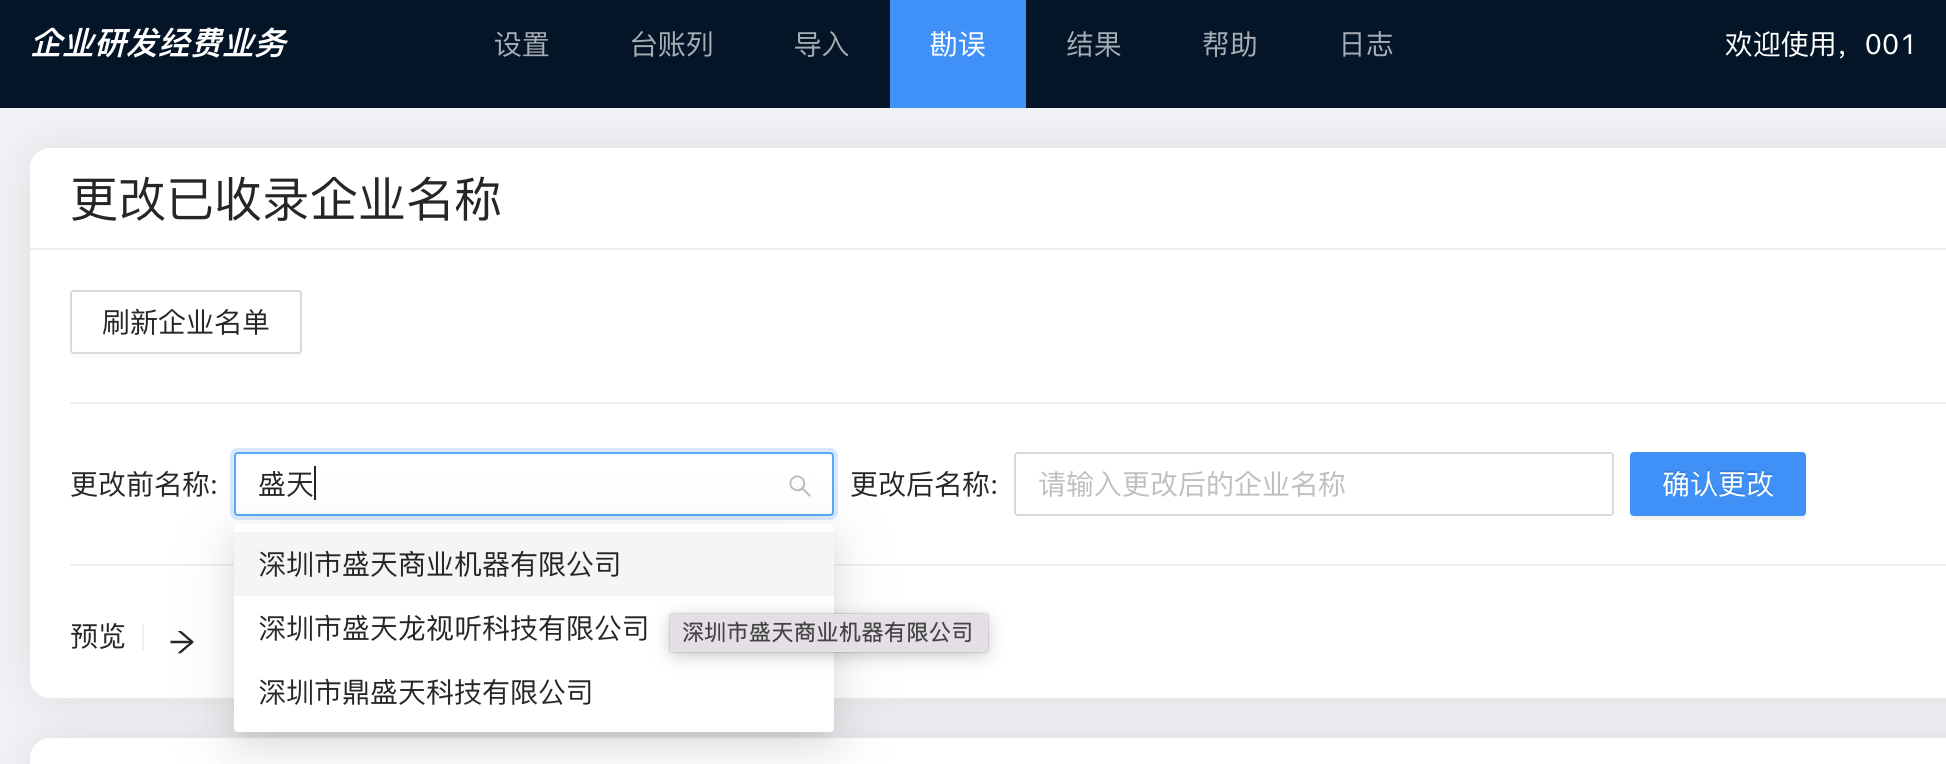 企业研发经费业务
设置 台账列 导入 勘误 结果 帮助 日志
欢迎使用，001
更改已收录企业名称
刷新企业名单
更改前名称: 盛天 更改后名称: 请输入更改后的企业名称 确认更改
深圳市盛天商业机器有限公司
深圳市盛天龙视听科技有限公司
深圳市盛天商业机器有限公司
预览 →
深圳市鼎盛天科技有限公司